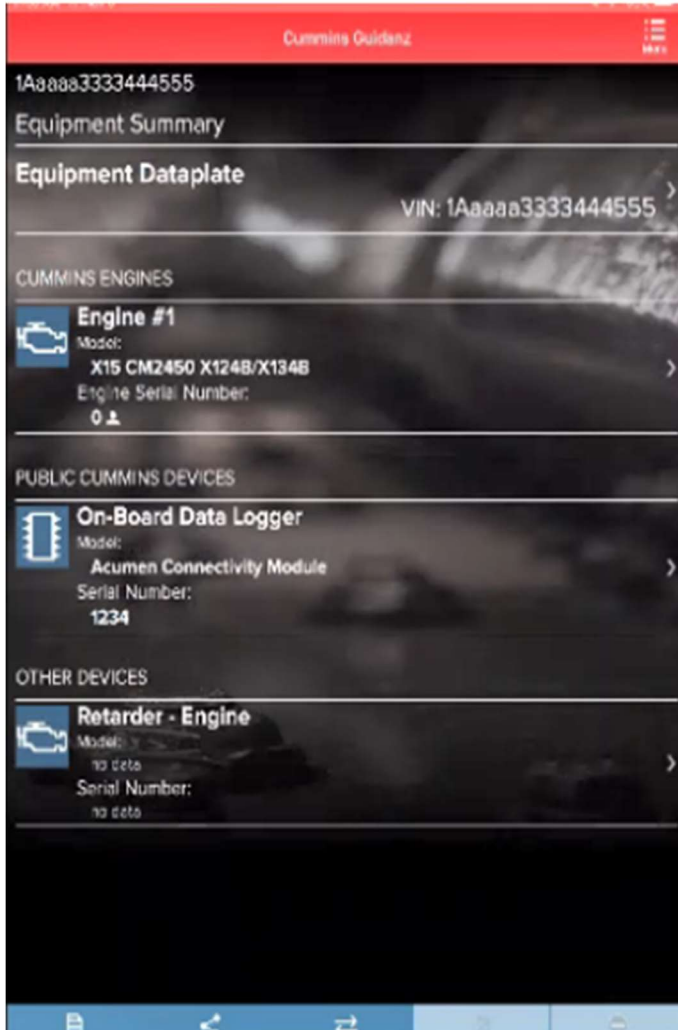 Cummins Guidanz
More
1Aaaaa3333444555
Equipment Summary
Equipment Dataplate
VIN: 1Aaaaa3333444555
CUMMINS ENGINES
Engine #1
Model:
X15 CM2450 X124B/X134B
Engine Serial Number:
0
PUBLIC CUMMINS DEVICES
On-Board Data Logger
Model:
Acumen Connectivity Module
Serial Number:
1234
OTHER DEVICES
Retarder - Engine
Model:
no data
Serial Number:
no data